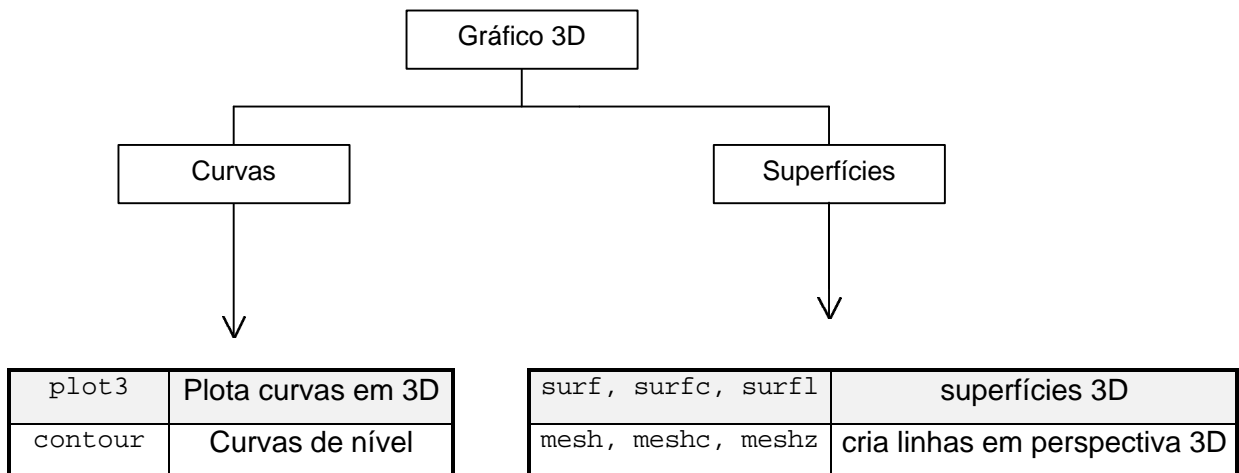 Gráfico 3D
Curvas
Superfícies
plot3 Plota curvas em 3D
contour Curvas de nível
surf, surfc, surfl superfícies 3D
mesh, meshc, meshz cria linhas em perspectiva 3D